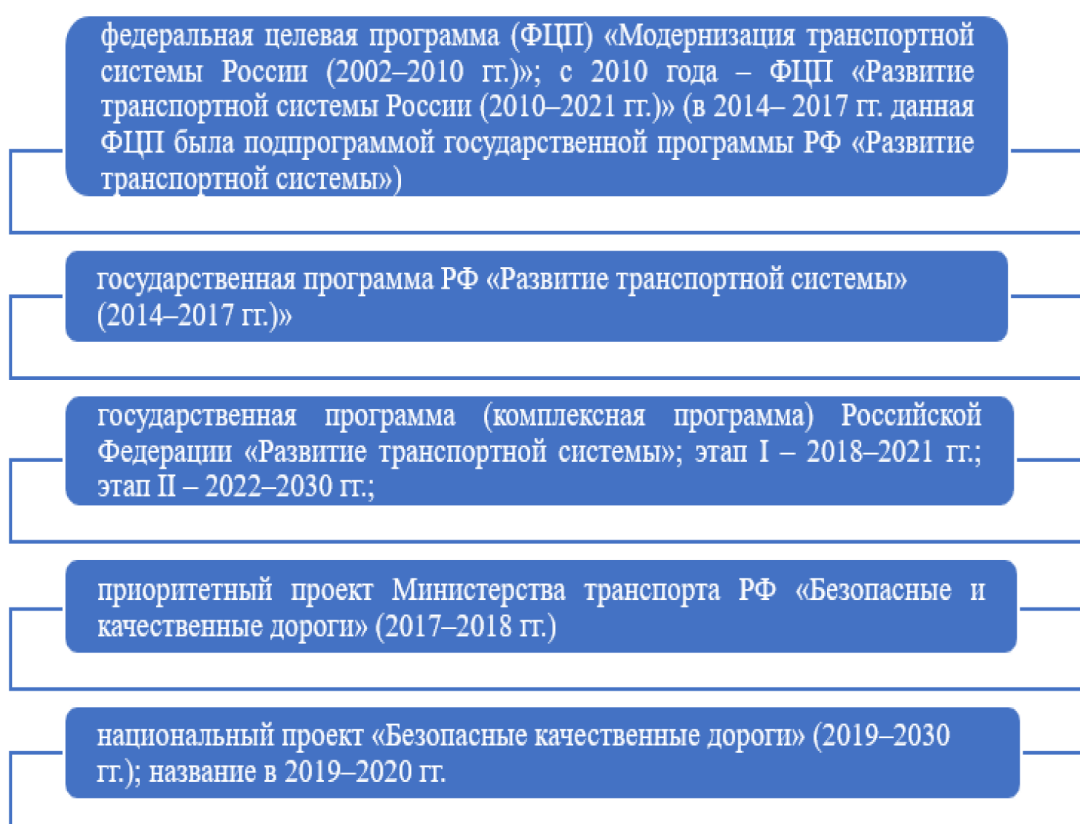 федеральная целевая программа (ФЦП) «Модернизация транспортной
системы России (2002–2010 гг.)»; с 2010 года – ФЦП «Развитие
транспортной системы России (2010–2021 гг.)» (в 2014– 2017 гг. данная
ФЦП была подпрограммой государственной программы РФ «Развитие
транспортной системы»)
государственная программа РФ «Развитие транспортной системы»
(2014–2017 гг.)»
государственная программа (комплексная программа) Российской
Федерации «Развитие транспортной системы»; этап I – 2018–2021 гг.;
этап II – 2022–2030 гг.;
приоритетный проект Министерства транспорта РФ «Безопасные и
качественные дороги» (2017–2018 гг.)
национальный проект «Безопасные качественные дороги» (2019–2030
гг.); название в 2019–2020 гг.